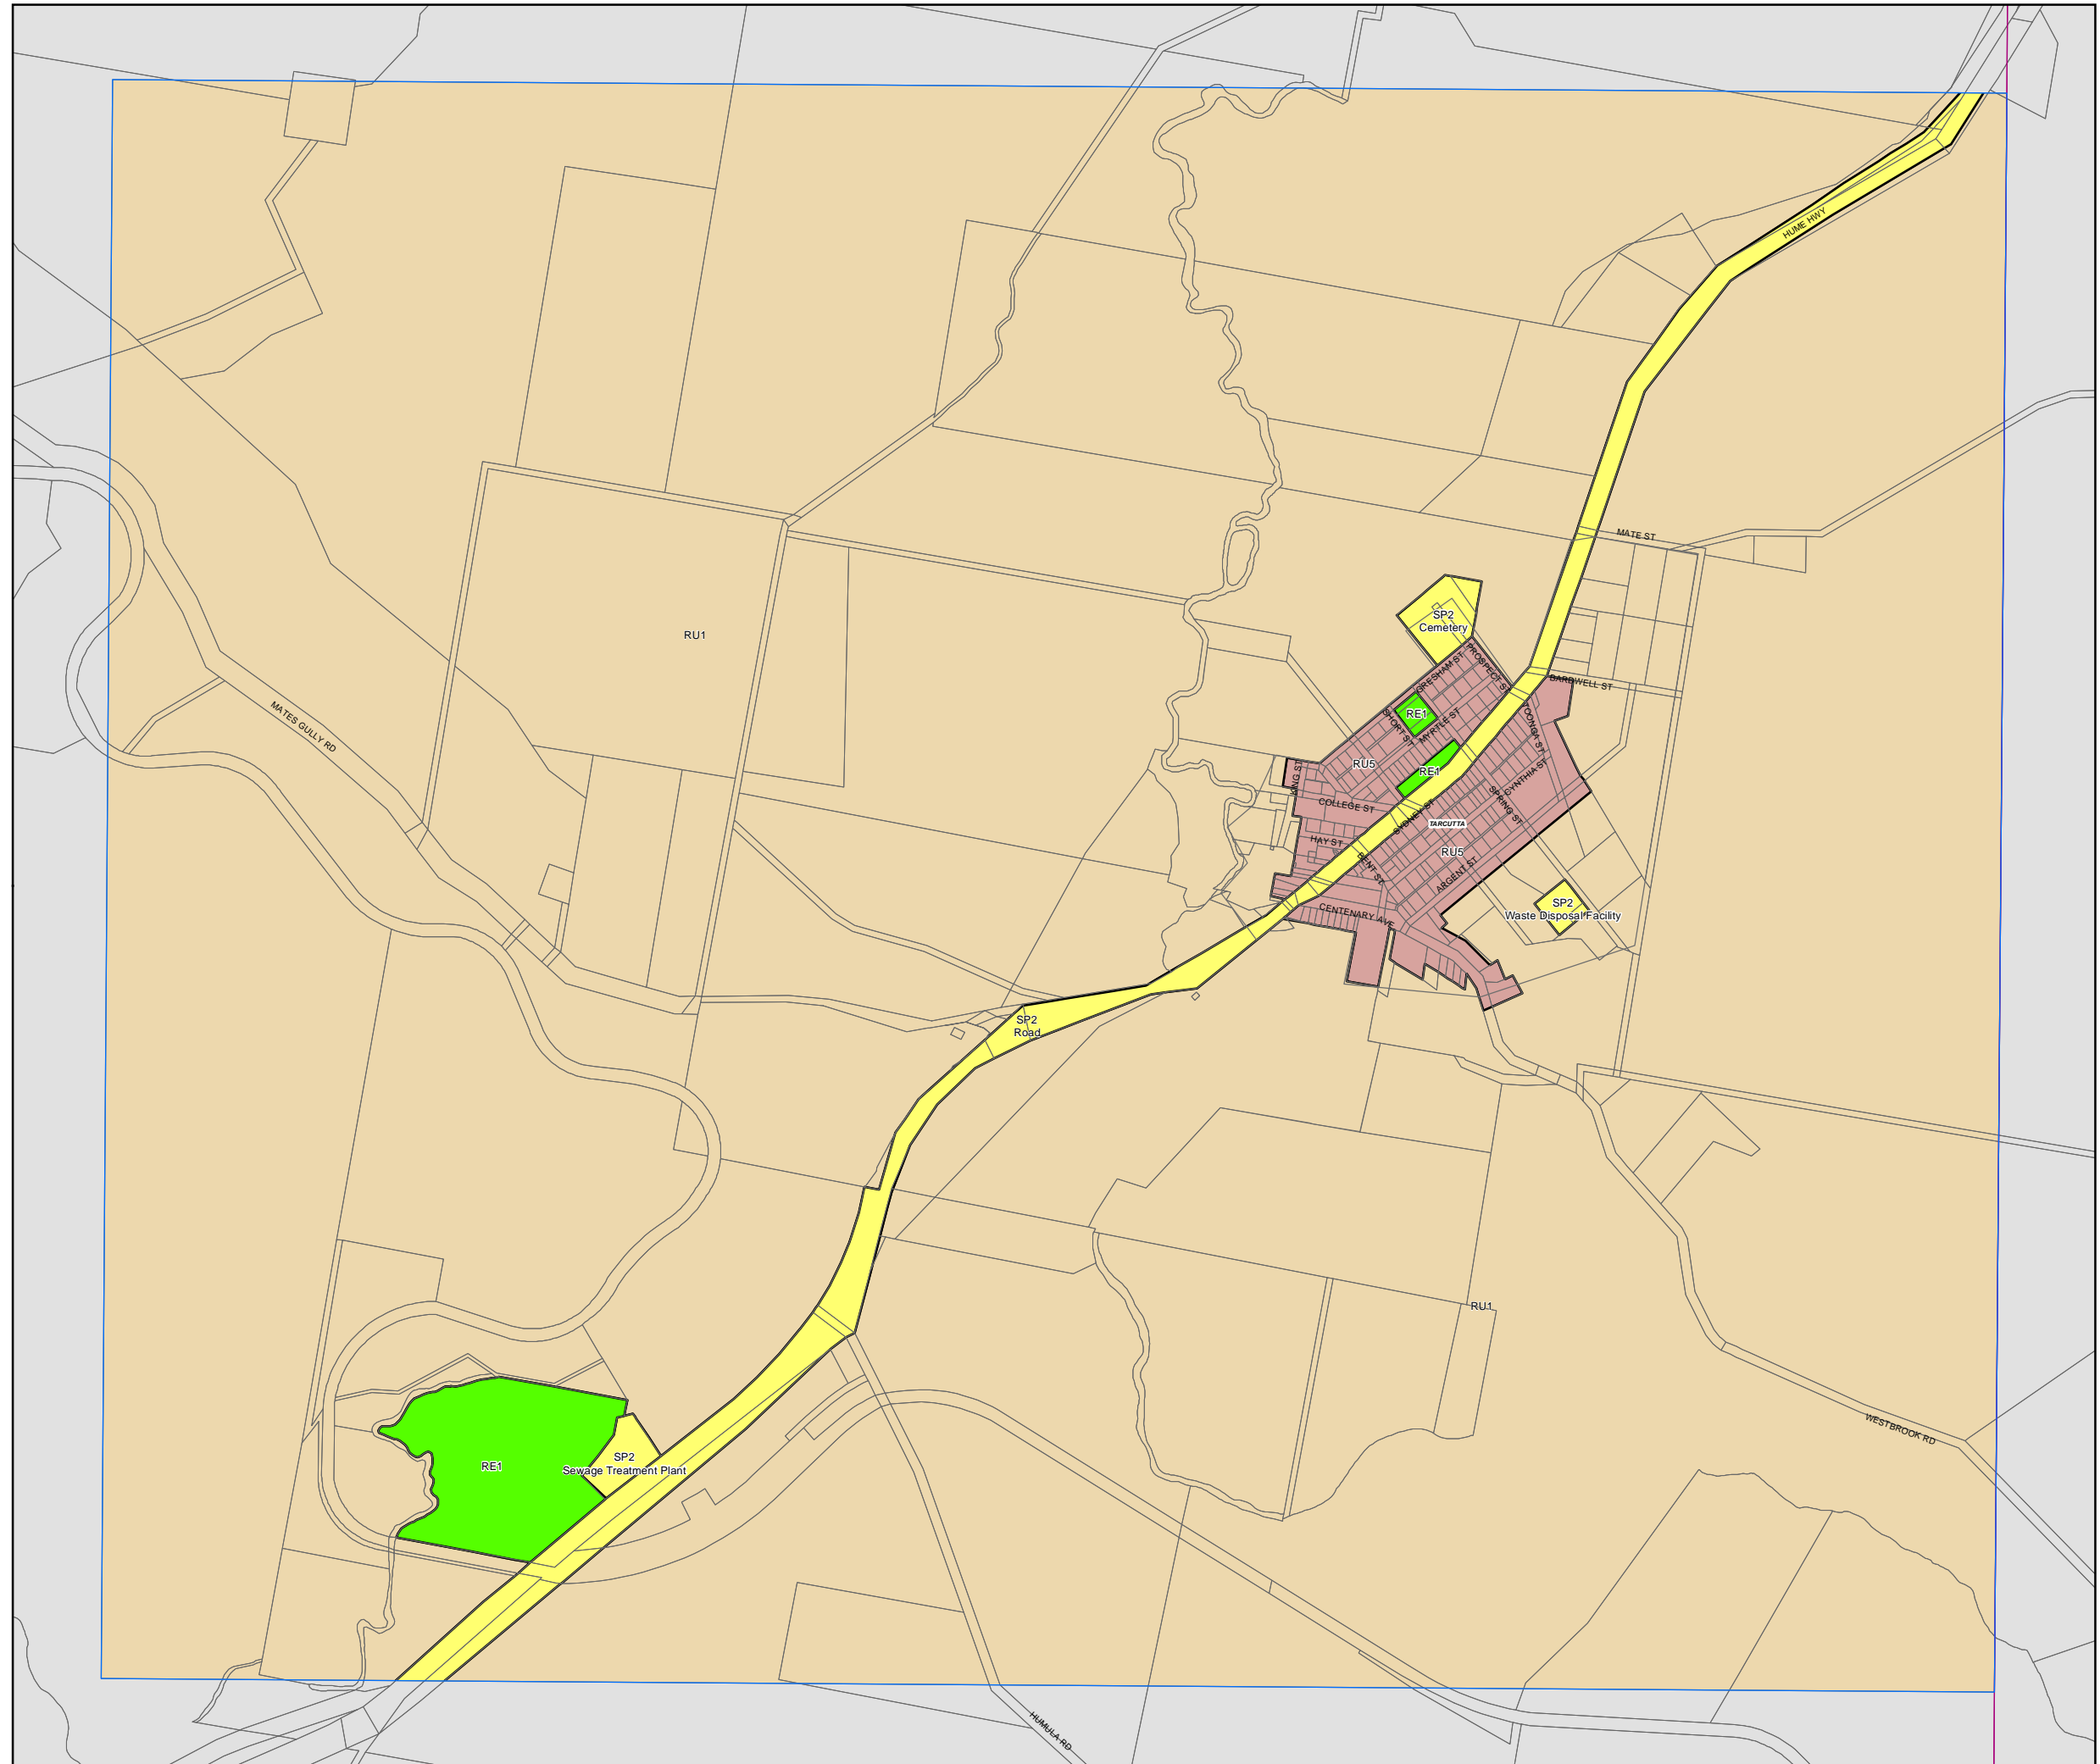 HUME HWY
MATE ST
SP2
Cemetery
RU1
GRESHAM ST
PROSPECT ST
BARDWELL ST
MATES GULLY RD
RE1
SHORT ST
MYRTLE ST
TOONGA ST
RU5
RE1
KING ST
CYNTHIA ST
COLLEGE ST
SPRING ST
SYDNEY ST
TARCUTTA
HAY ST
RU5
BENT ST
ARGENT ST
SP2
Waste Disposal Facility
CENTENARY AVE
SP2
Road
RU1
WESTBROOK RD
SP2
Sewage Treatment Plant
RE1
HUMULA RD